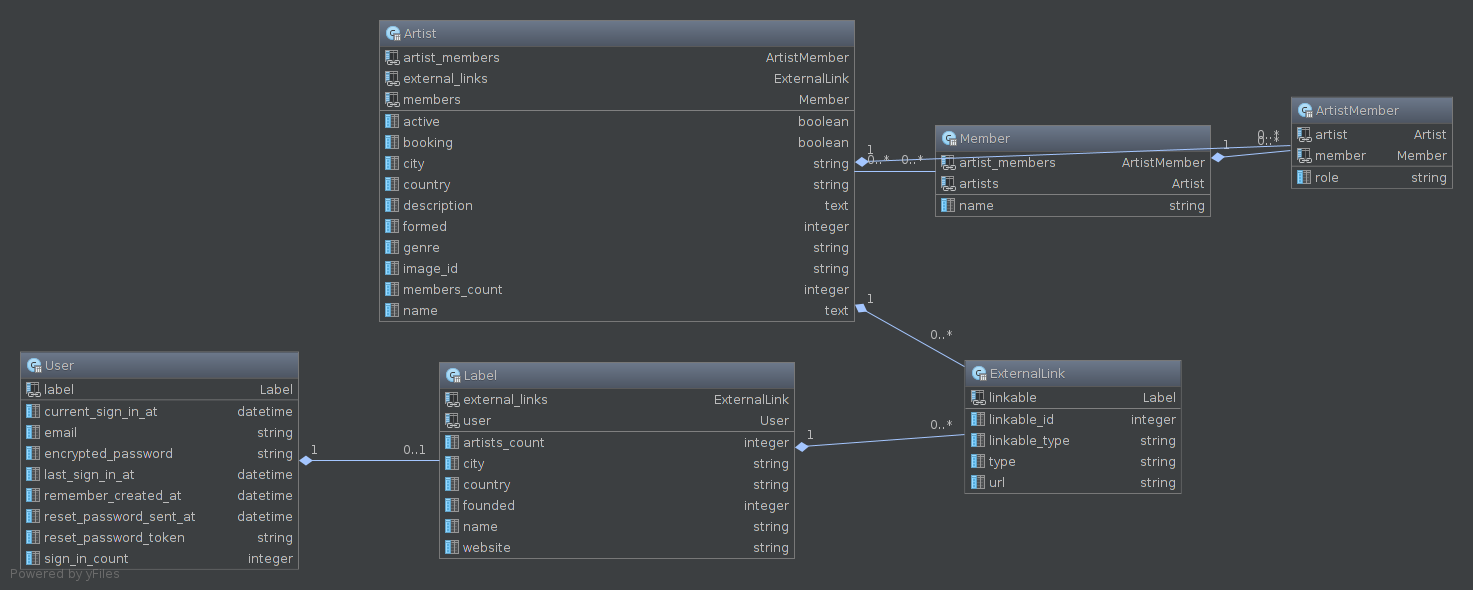 Artist
artist_members ArtistMember
external_links ExternalLink
members Member
active boolean
booking boolean
city string
country string
description text
formed integer
genre string
image_id string
members_count integer
name text
1
0..* 0..*
Member
artist_members ArtistMember
artists Artist
name string
1
0..*
0..*
ArtistMember
artist Artist
member Member
role string
1
0..*
User
label Label
current_sign_in_at datetime
email string
encrypted_password string
last_sign_in_at datetime
remember_created_at datetime
reset_password_sent_at datetime
reset_password_token string
sign_in_count integer
1 0..1
Label
external_links ExternalLink
user User
artists_count integer
city string
country string
founded integer
name string
website string
1 0..*
ExternalLink
linkable Label
linkable_id integer
linkable_type string
type string
url string
Powered by yFiles